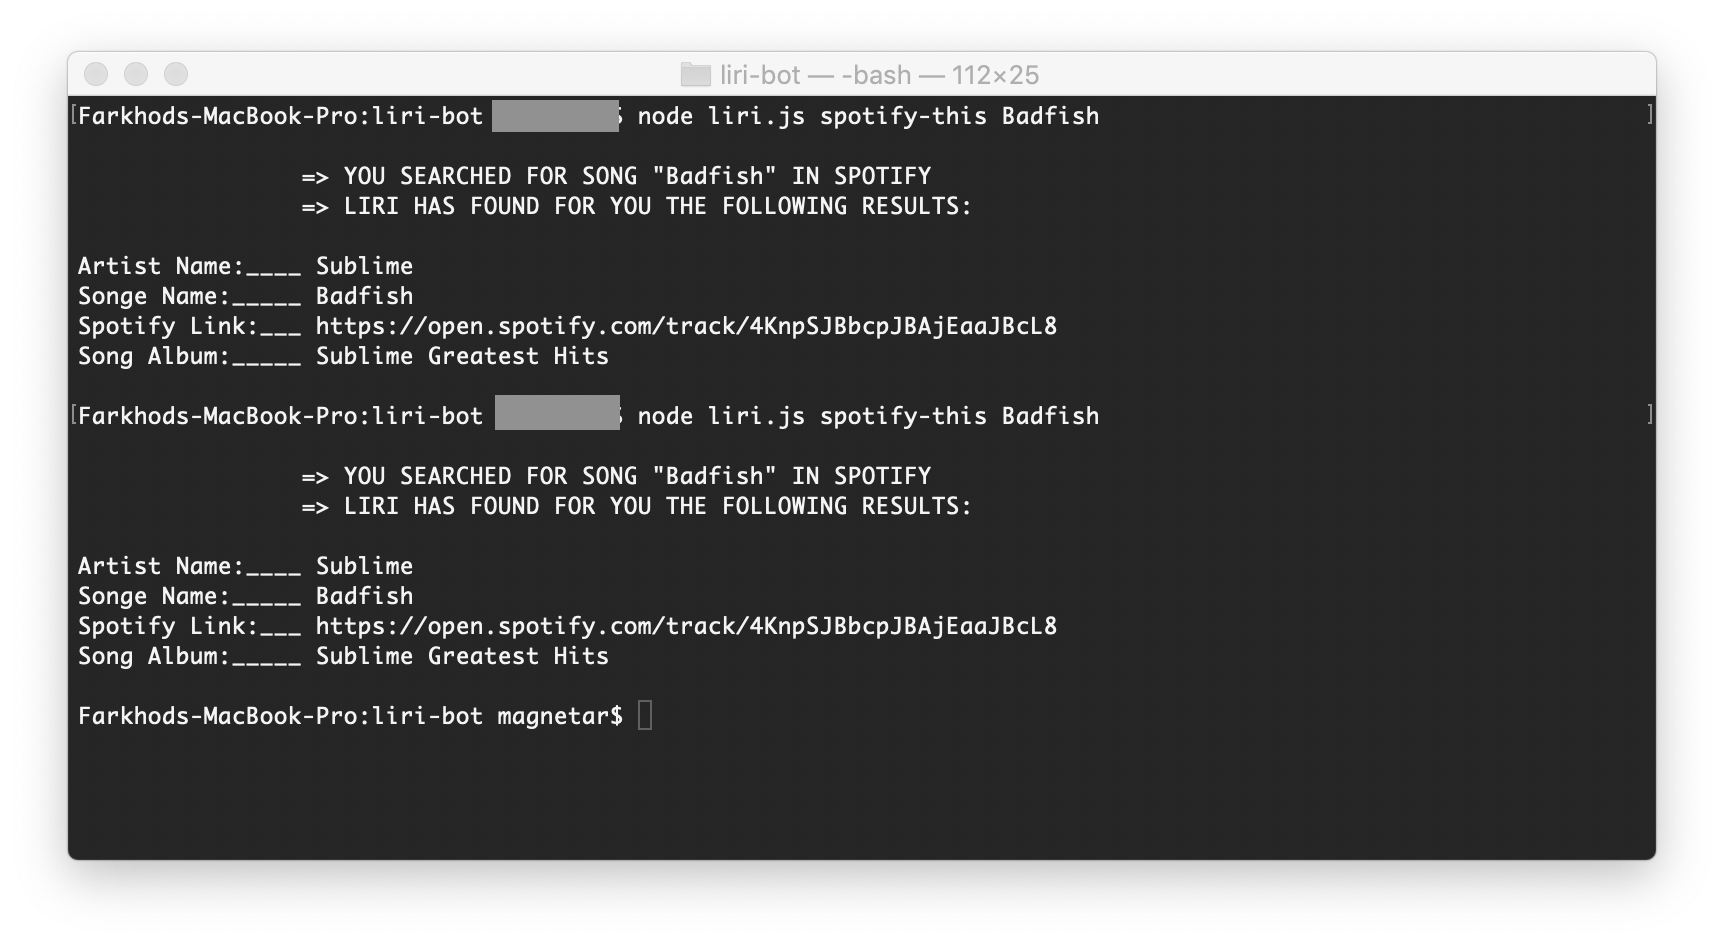 liri-bot — -bash — 112×25
Farkhods-MacBook-Pro:liri-bot node liri.js spotify-this Badfish
=> YOU SEARCHED FOR SONG "Badfish" IN SPOTIFY
=> LIRI HAS FOUND FOR YOU THE FOLLOWING RESULTS:
Artist Name:____ Sublime
Songe Name:_____ Badfish
Spotify Link:___ https://open.spotify.com/track/4KnpSJBbcpJBAjEaaJBcL8
Song Album:_____ Sublime Greatest Hits
Farkhods-MacBook-Pro:liri-bot node liri.js spotify-this Badfish
=> YOU SEARCHED FOR SONG "Badfish" IN SPOTIFY
=> LIRI HAS FOUND FOR YOU THE FOLLOWING RESULTS:
Artist Name:____ Sublime
Songe Name:_____ Badfish
Spotify Link:___ https://open.spotify.com/track/4KnpSJBbcpJBAjEaaJBcL8
Song Album:_____ Sublime Greatest Hits
Farkhods-MacBook-Pro:liri-bot magnetar$